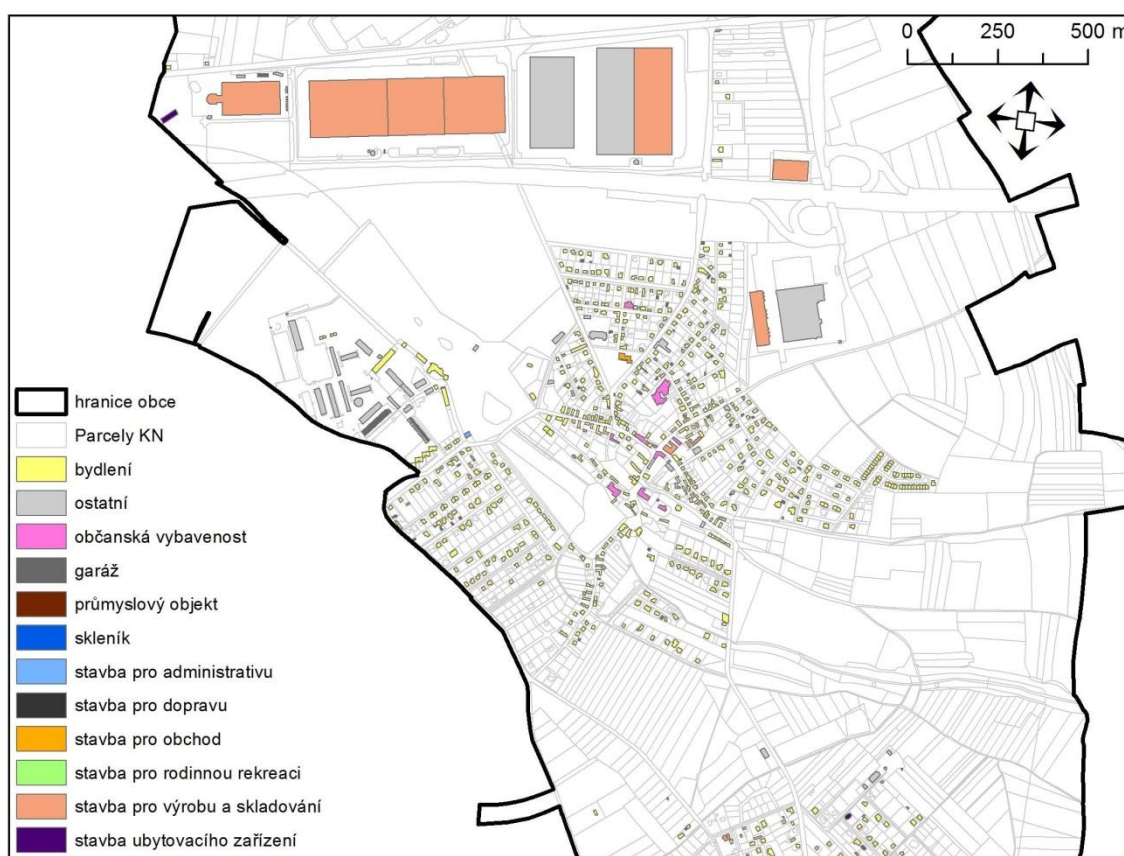 0 250 500 m
hranice obce
Parcely KN
bydlení
ostatní
občanská vybavenost
garáž
průmyslový objekt
skleník
stavba pro administrativu
stavba pro dopravu
stavba pro obchod
stavba pro rodinnou rekreaci
stavba pro výrobu a skladování
stavba ubytovacího zařízení